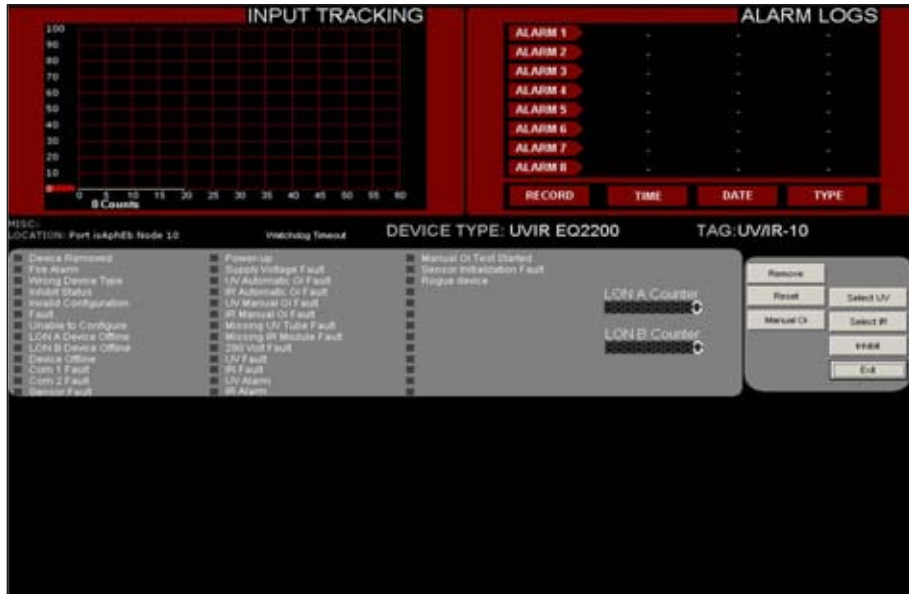 INPUT TRACKING
100
90
80
70
60
50
40
30
20
10
0
0 5 10 15 20 25 30 35 40 45 50 55 60
0 Counts
ALARM LOGS
ALARM 1 - - -
ALARM 2 - - -
ALARM 3 - - -
ALARM 4 - - -
ALARM 5 - - -
ALARM 6 - - -
ALARM 7 - - -
ALARM 8 - - -
RECORD TIME DATE TYPE
MISC:
LOCATION: Port isAphEb Node 10 Watchdog Timeout DEVICE TYPE: UVIR EQ2200 TAG:UV/IR-10
Device Removed
Fire Alarm
Wrong Device Type
Inhibit Status
Invalid Configuration
Fault
Unable to Configure
LON A Device Offline
LON B Device Offline
Device Offline
Com 1 Fault
Com 2 Fault
Sensor Fault
Power-up
Supply Voltage Fault
UV Automatic Oi Fault
IR Automatic Oi Fault
UV Manual Oi Fault
IR Manual Oi Fault
Missing UV Tube Fault
Missing IR Module Fault
290 Volt Fault
UV Fault
IR Fault
UV Alarm
IR Alarm
Manual Oi Test Started
Sensor Initialization Fault
Rogue device
LON A Counter
0
LON B Counter
0
Remove
Reset
Manual Oi
Select UV
Select IR
Inhibit
Exit